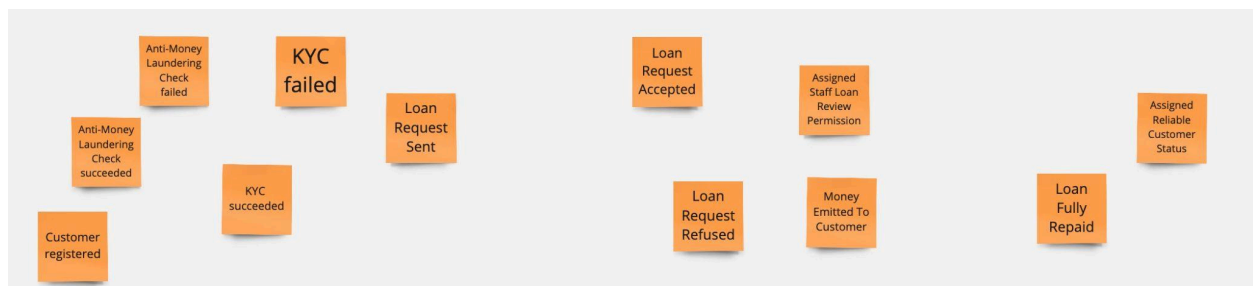 Anti-Money
Laundering
Check
failed
KYC
failed
Loan
Request
Sent
Anti-Money
Laundering
Check
succeeded
KYC
succeeded
Customer
registered
Loan
Request
Accepted
Assigned
Staff Loan
Review
Permission
Loan
Request
Refused
Money
Emitted To
Customer
Assigned
Reliable
Customer
Status
Loan
Fully
Repaid